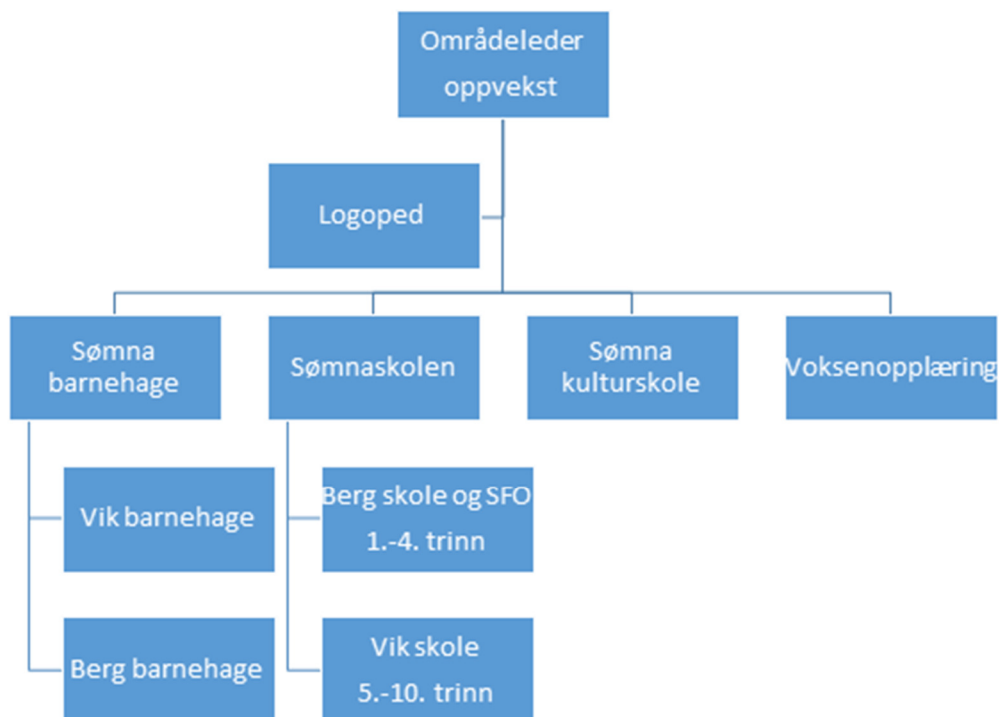 Områdeleder
oppvekst
Logoped
Sømna
barnehage
Sømnaskolen
Sømna
kulturskole
Voksenopplæring
Vik barnehage
Berg skole og SFO
1.-4. trinn
Berg barnehage
Vik skole
5.-10. trinn